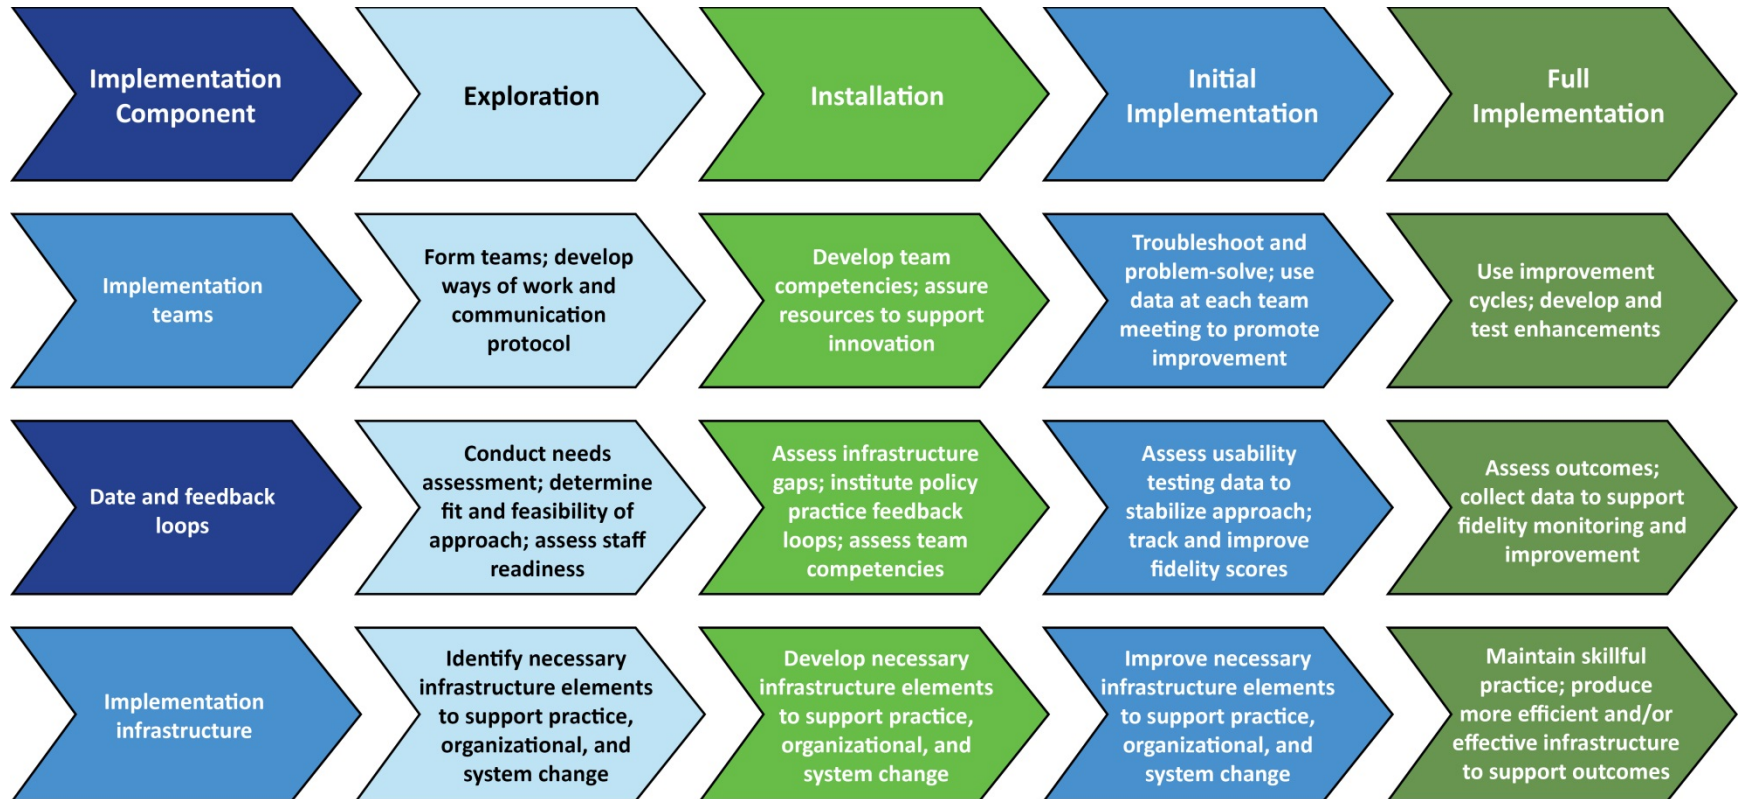 Implementation
Component
Exploration
Installation
Initial
Implementation
Full
Implementation
Implementation
teams
Form teams; develop
ways of work and
communication
protocol
Develop team
competencies; assure
resources to support
innovation
Troubleshoot and
problem-solve; use
data at each team
meeting to promote
improvement
Use improvement
cycles; develop and
test enhancements
Date and feedback
loops
Conduct needs
assessment; determine
fit and feasibility of
approach; assess staff
readiness
Assess infrastructure
gaps; institute policy
practice feedback
loops; assess team
competencies
Assess usability
testing data to
stabilize approach;
track and improve
fidelity scores
Assess outcomes;
collect data to support
fidelity monitoring and
improvement
Implementation
infrastructure
Identify necessary
infrastructure elements
to support practice,
organizational, and
system change
Develop necessary
infrastructure elements
to support practice,
organizational, and
system change
Improve necessary
infrastructure elements
to support practice,
organizational, and
system change
Maintain skillful
practice; produce
more efficient and/or
effective infrastructure
to support outcomes